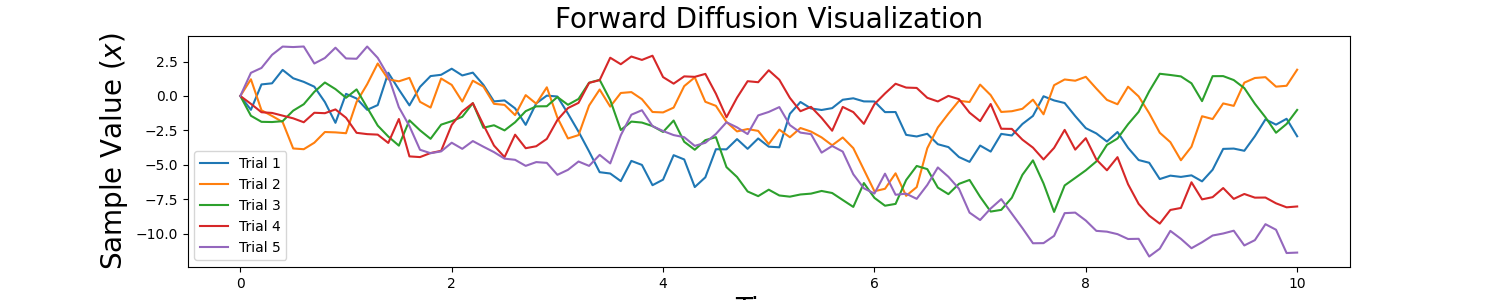 Forward Diffusion Visualization
Sample Value (x)
2.5
0.0
−2.5
−5.0
−7.5
−10.0
Trial 1
Trial 2
Trial 3
Trial 4
Trial 5
0 2 4 6 8 10